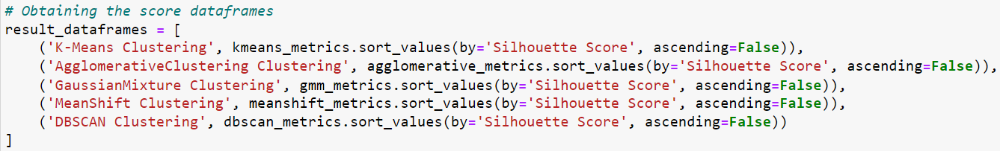 # Obtaining the score dataframes
result_dataframes = [
    ('K-Means Clustering', kmeans_metrics.sort_values(by='Silhouette Score', ascending=False)),
    ('AgglomerativeClustering Clustering', agglomerative_metrics.sort_values(by='Silhouette Score', ascending=False)),
    ('GaussianMixture Clustering', gmm_metrics.sort_values(by='Silhouette Score', ascending=False)),
    ('MeanShift Clustering', meanshift_metrics.sort_values(by='Silhouette Score', ascending=False)),
    ('DBSCAN Clustering', dbscan_metrics.sort_values(by='Silhouette Score', ascending=False))
]